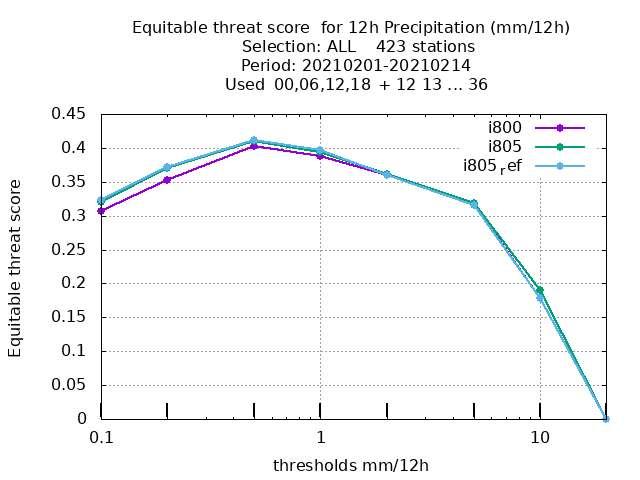 Equitable threat score for 12h Precipitation (mm/12h)
Selection: ALL 423 stations
Period: 20210201-20210214
Used 00,06,12,18 + 12 13 ... 36
i800
i805
i805ref
Equitable threat score
0.45
0.4
0.35
0.3
0.25
0.2
0.15
0.1
0.05
0
0.1 1 10
thresholds mm/12h